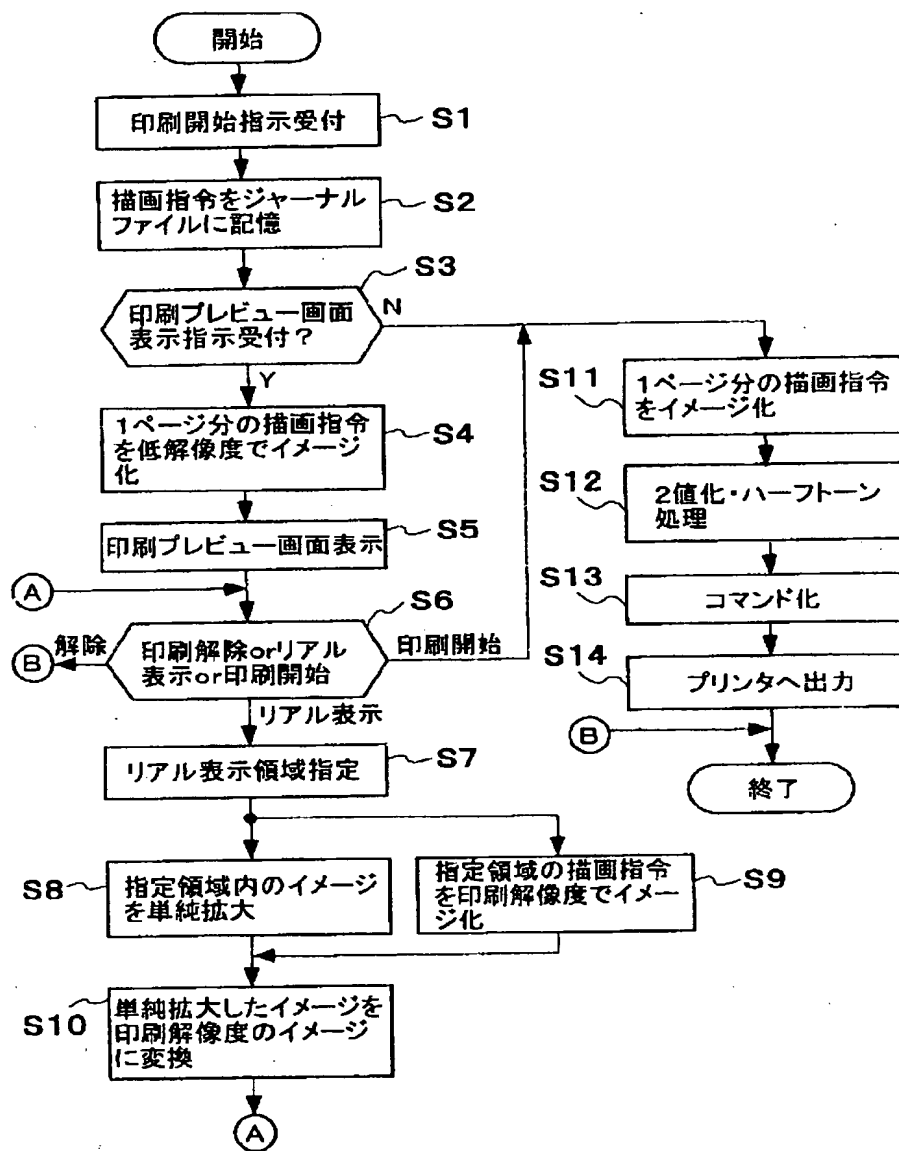 開始
印刷開始指示受付
S1
描画指令をジャーナル
ファイルに記憶
S2
S3
印刷プレビュー画面
表示指示受付?
N
Y
1ページ分の描画指令
を低解像度でイメージ
化
S4
印刷プレビュー画面表示
S5
A
S6
印刷解除orリアル
表示or印刷開始
解除
B
印刷開始
リアル表示
リアル表示領域指定
S7
S8
指定領域内のイメージ
を単純拡大
指定領域の描画指令
を印刷解像度でイメー
ジ化
S9
S10
単純拡大したイメージを
印刷解像度のイメージ
に変換
A
S11
1ページ分の描画指令
をイメージ化
S12
2値化・ハーフトーン
処理
S13
コマンド化
S14
プリンタへ出力
B
終了